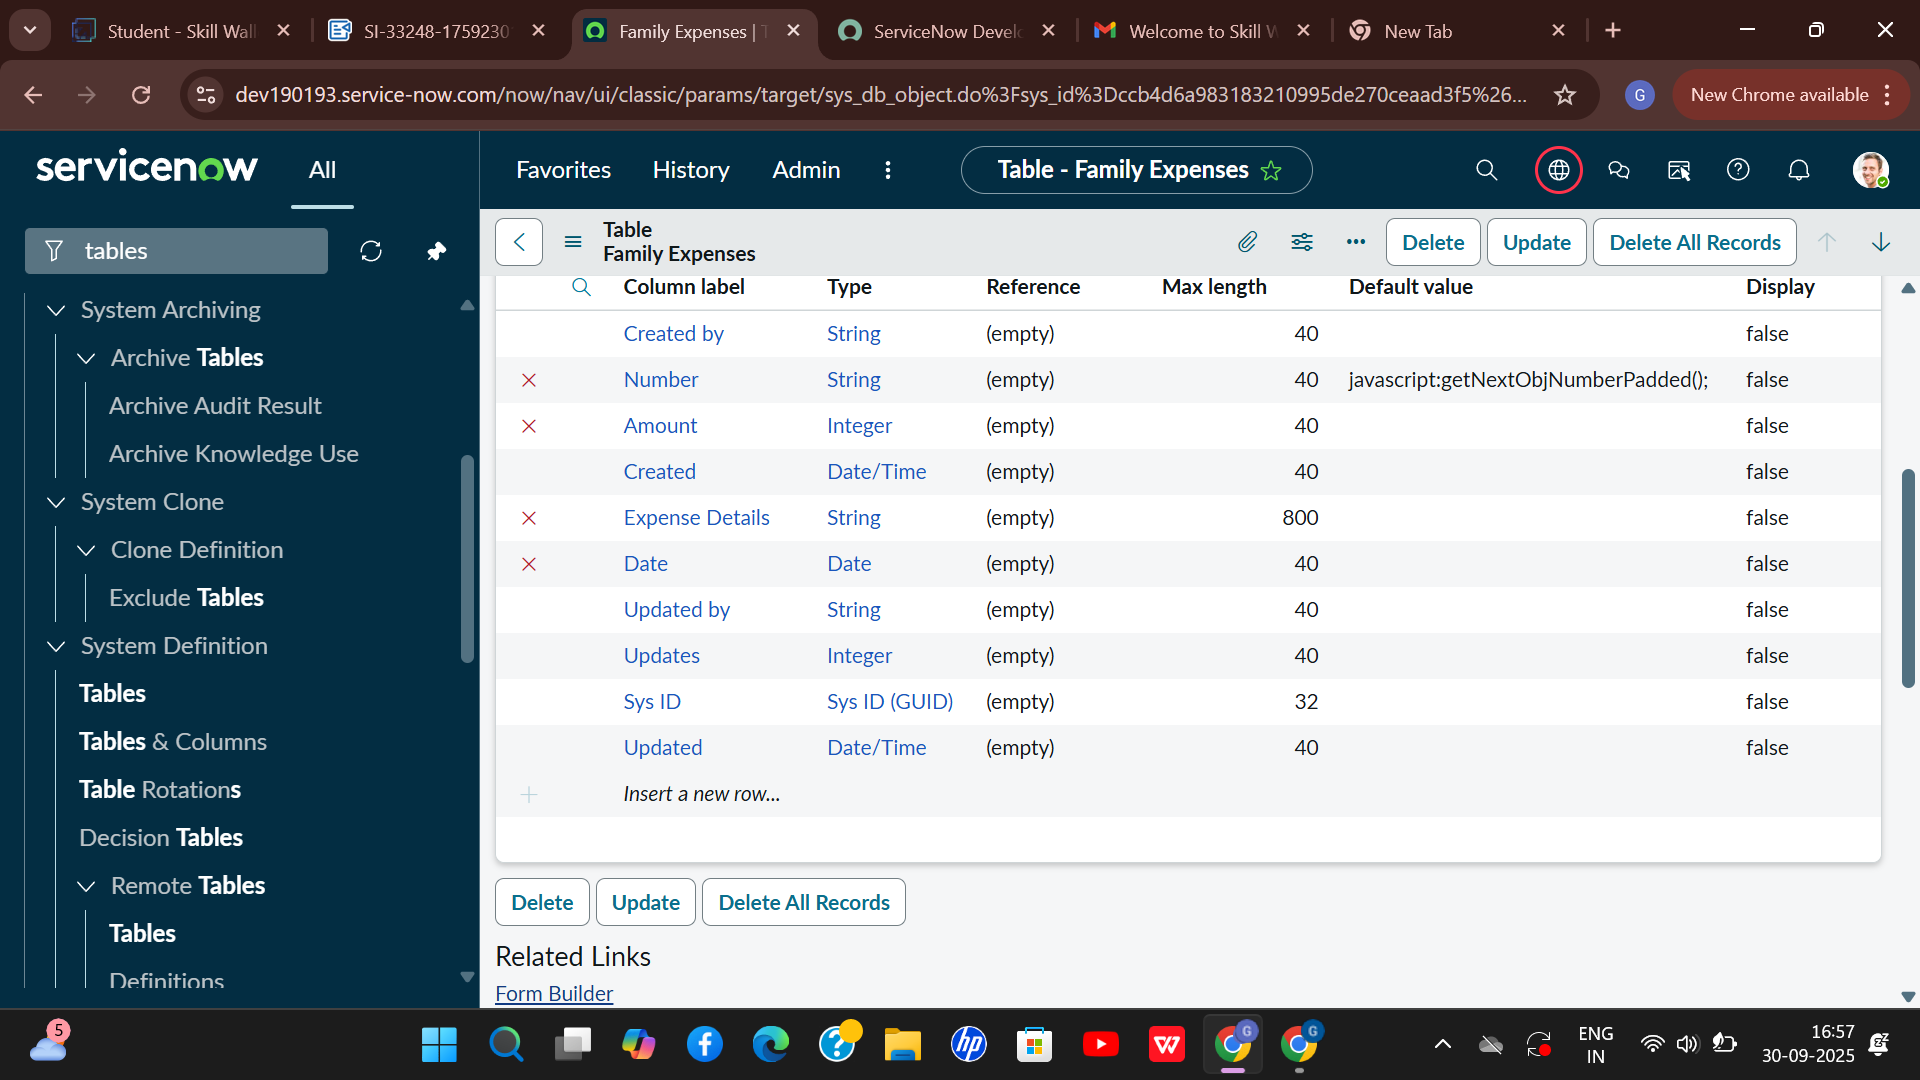 Student - Skill Wall
SI-33248-1759230
Family Expenses |
ServiceNow Develo
Welcome to Skill W
New Tab
dev190193.service-now.com/now/nav/ui/classic/params/target/sys_db_object.do%3Fsys_id%3Dccb4d6a983183210995de270ceaad3f5%26...
G
New Chrome available
servicenow
All
Favorites
History
Admin
Table - Family Expenses
tables
Table
Family Expenses
Delete
Update
Delete All Records
System Archiving
Archive Tables
Archive Audit Result
Archive Knowledge Use
System Clone
Clone Definition
Exclude Tables
System Definition
Tables
Tables & Columns
Table Rotations
Decision Tables
Remote Tables
Tables
Definitions
Column label Type Reference Max length Default value Display
Created by String (empty) 40 false
Number String (empty) 40 javascript:getNextObjNumberPadded(); false
Amount Integer (empty) 40 false
Created Date/Time (empty) 40 false
Expense Details String (empty) 800 false
Date Date (empty) 40 false
Updated by String (empty) 40 false
Updates Integer (empty) 40 false
Sys ID Sys ID (GUID) (empty) 32 false
Updated Date/Time (empty) 40 false
Insert a new row...
Delete
Update
Delete All Records
Related Links
Form Builder
5
hp
G
G
ENG
IN
16:57
30-09-2025